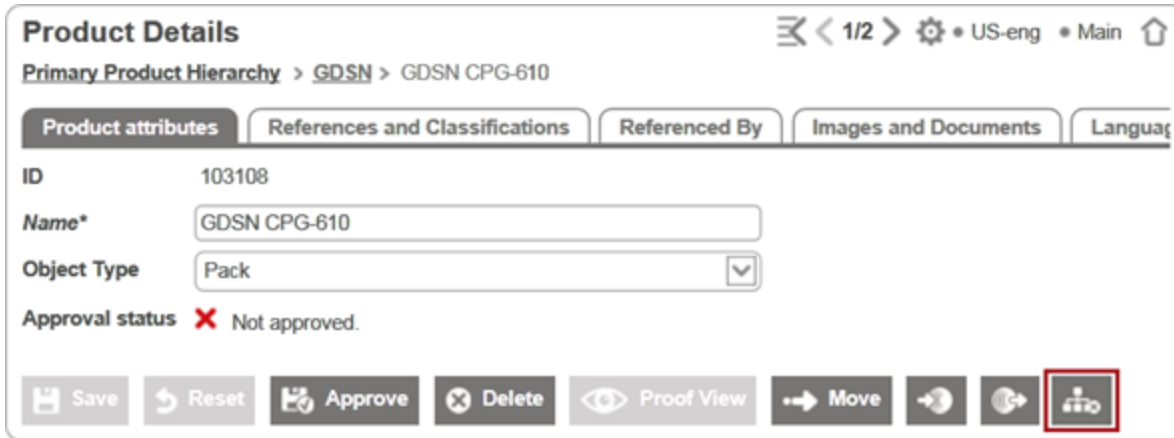 Product Details
1/2 • US-eng • Main
Primary Product Hierarchy > GDSN > GDSN CPG-610
Product attributes References and Classifications Referenced By Images and Documents Languag
ID 103108
Name* GDSN CPG-610
Object Type Pack
Approval status Not approved.
Save Reset Approve Delete Proof View Move